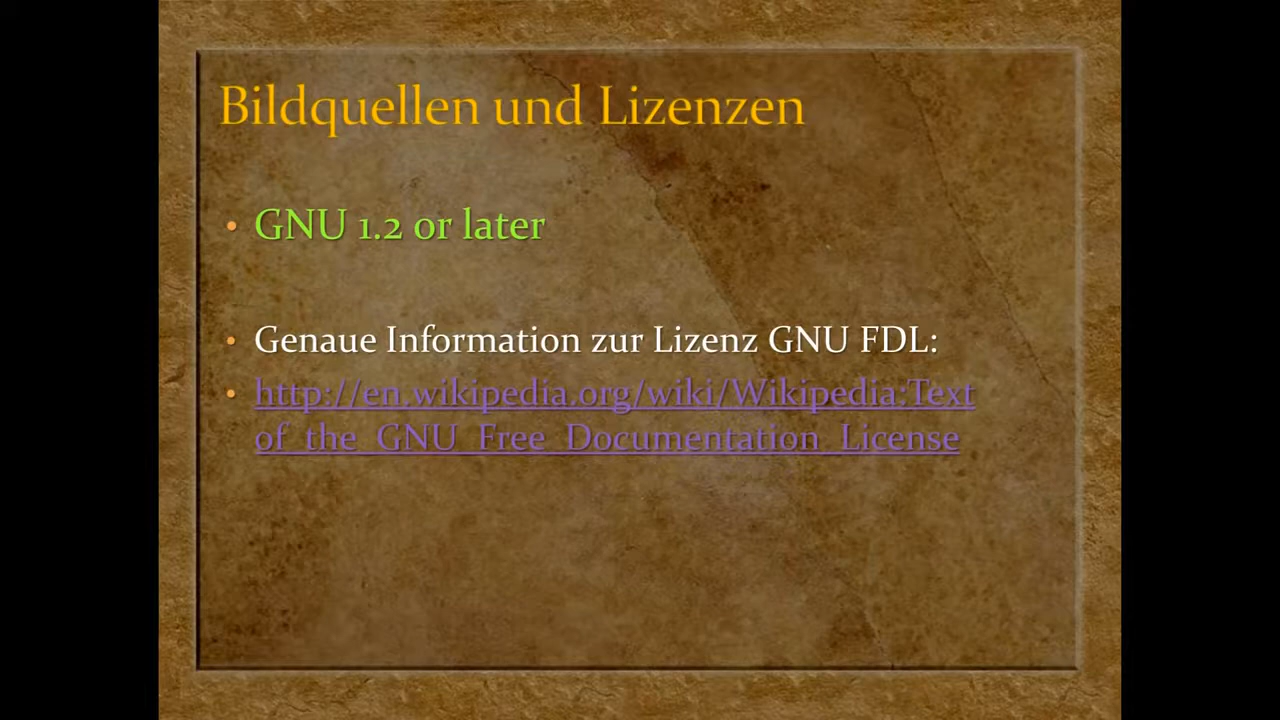 Bildquellen und Lizenzen
• GNU 1.2 or later
• Genaue Information zur Lizenz GNU FDL:
• http://en.wikipedia.org/wiki/Wikipedia:Text
of_the_GNU_Free_Documentation_License